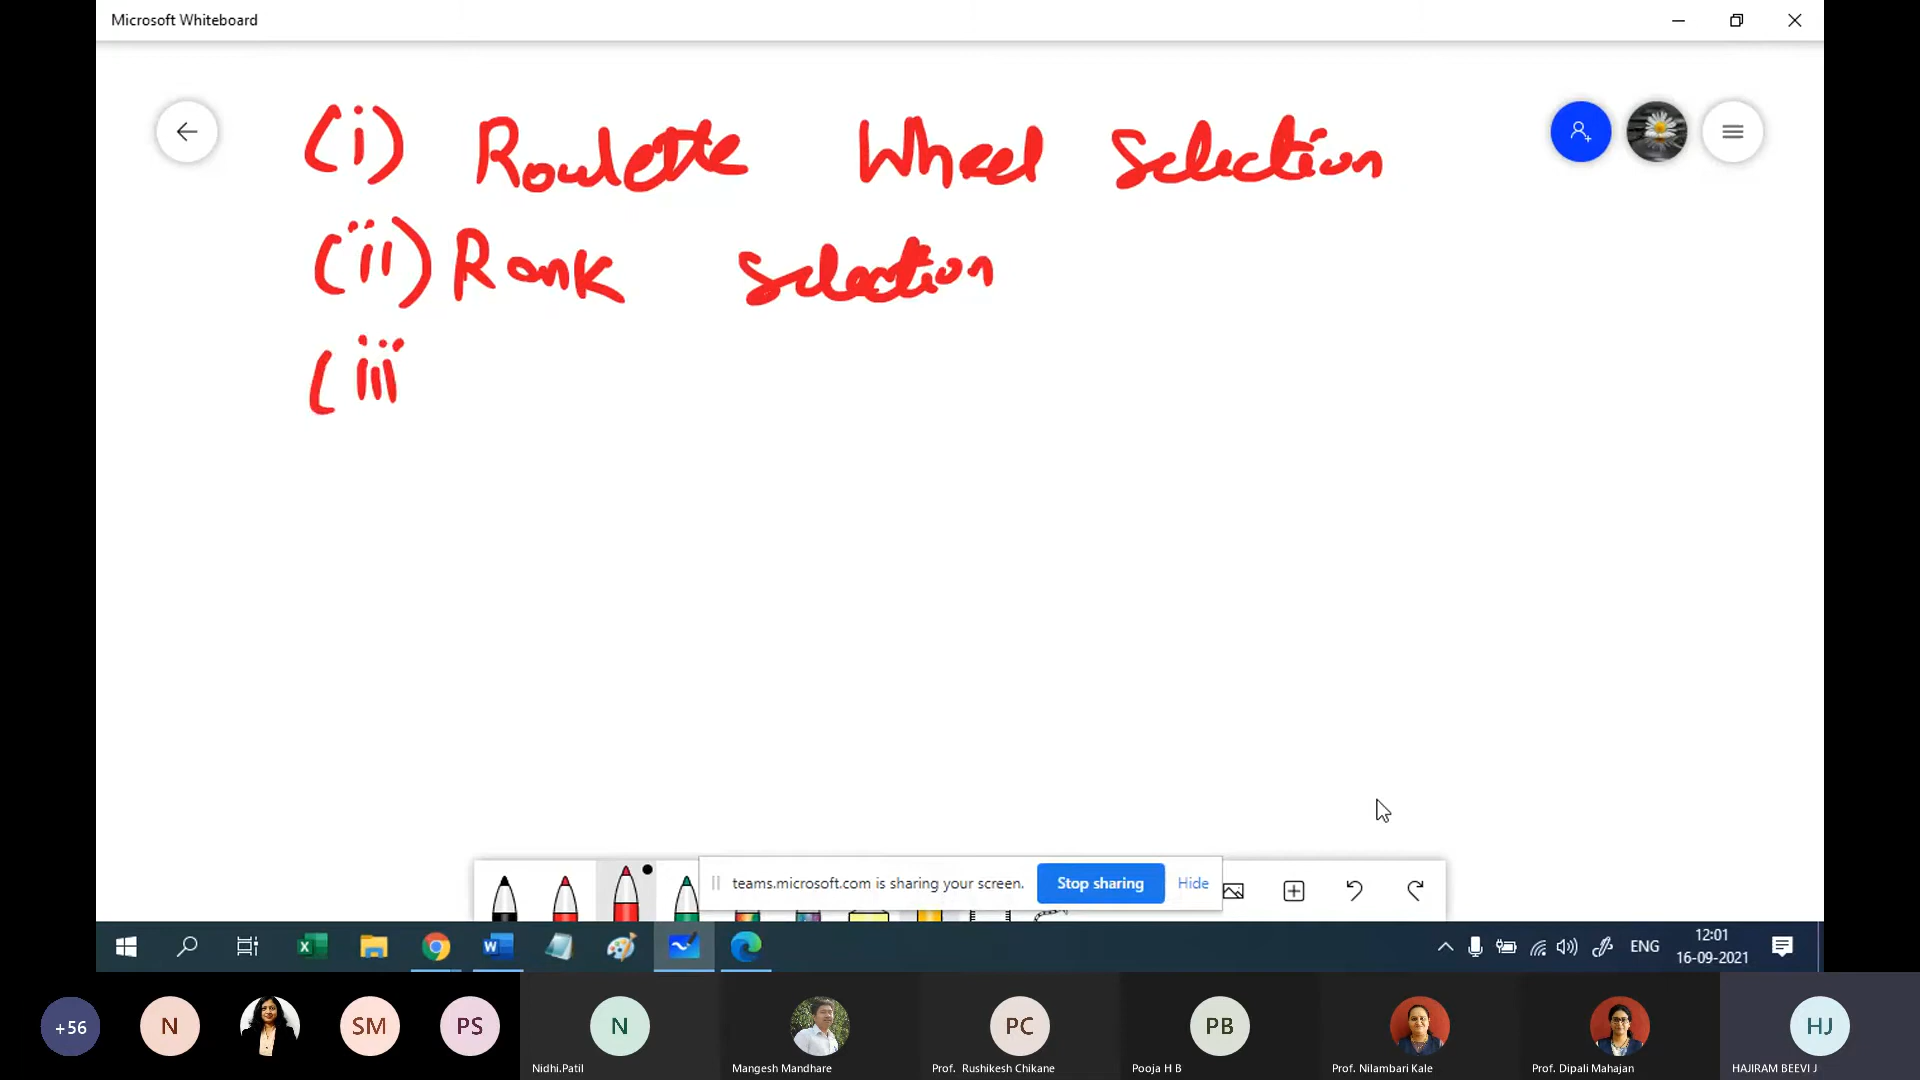 Microsoft Whiteboard
(i) Roulette Wheel Selection
(ii) Rank Selection
(iii
teams.microsoft.com is sharing your screen. Stop sharing Hide
ENG
12:01
16-09-2021
+56 N SM PS N PC PB HJ
Nidhi.Patil Mangesh Mandhare Prof. Rushikesh Chikane Pooja H B Prof. Nilambari Kale Prof. Dipali Mahajan HAJIRAM BEEVI J